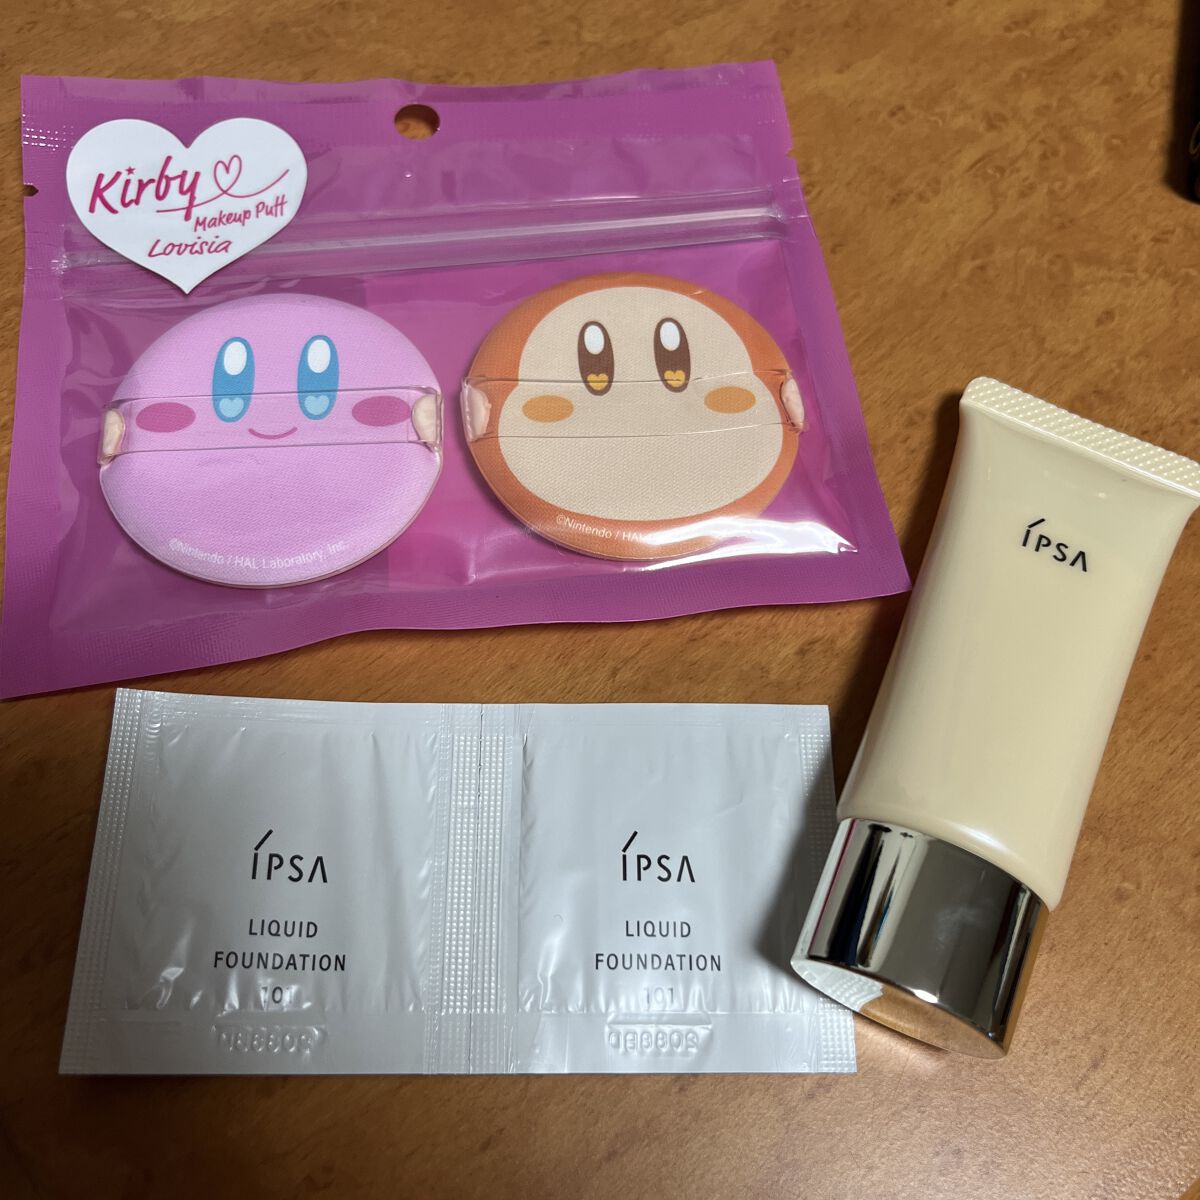 Kirby
Makeup Puff
Lovisia
©Nintendo / HAL Laboratory, Inc.
©Nintendo / HAL
ÍPSA
ÍPSA
LIQUID
FOUNDATION
101
ÍPSA
LIQUID
FOUNDATION
101